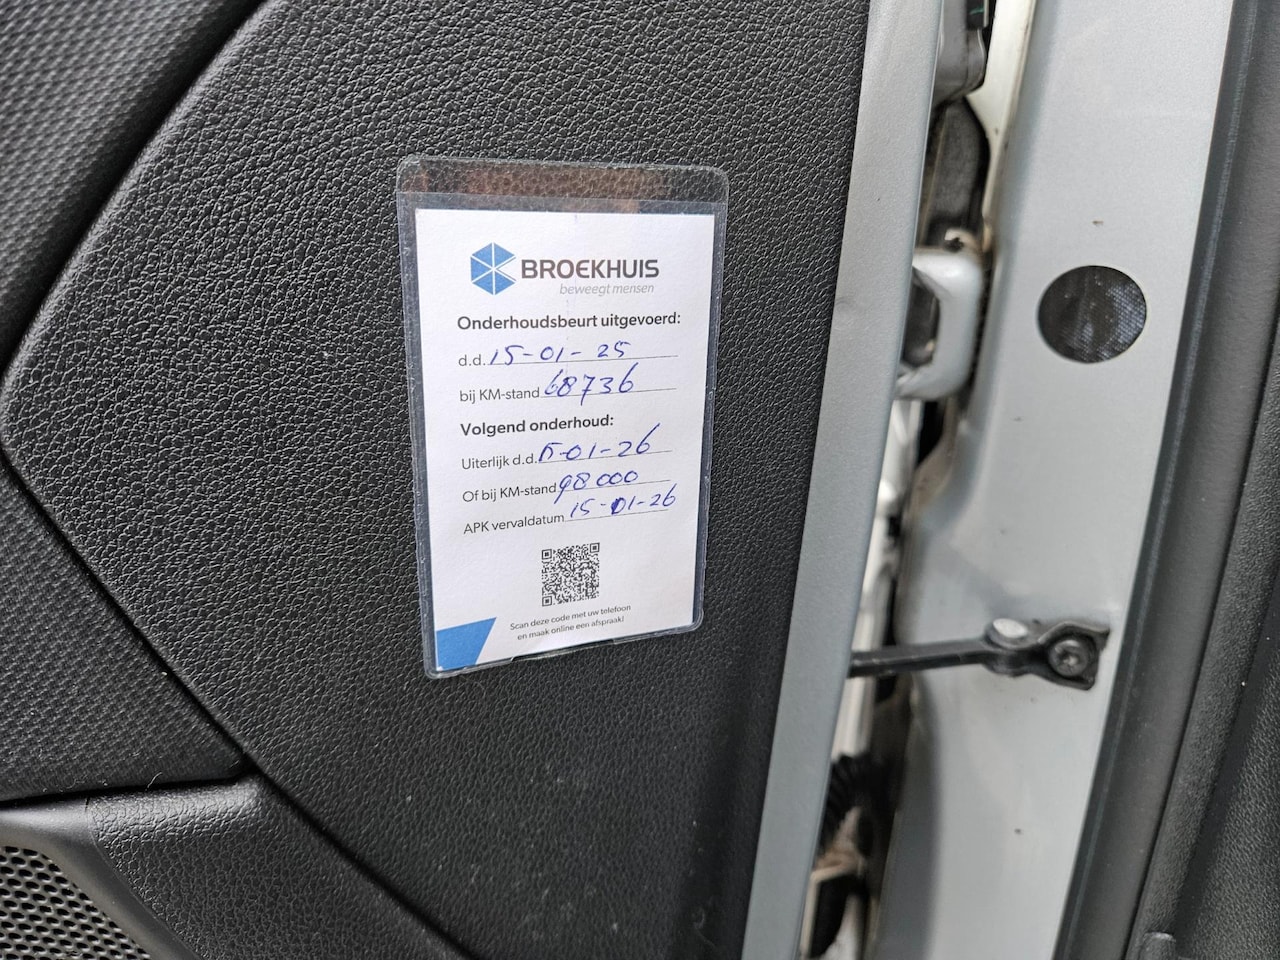 BROEKHUIS
beweegt mensen
Onderhoudsbeurt uitgevoerd:
d.d. 15-01-25
bij KM-stand 68736
Volgend onderhoud:
Uiterlijk d.d. 15-01-26
Of bij KM-stand 98000
APK vervaldatum 15-01-26
Scan deze code met uw telefoon
en maak online een afspraak!